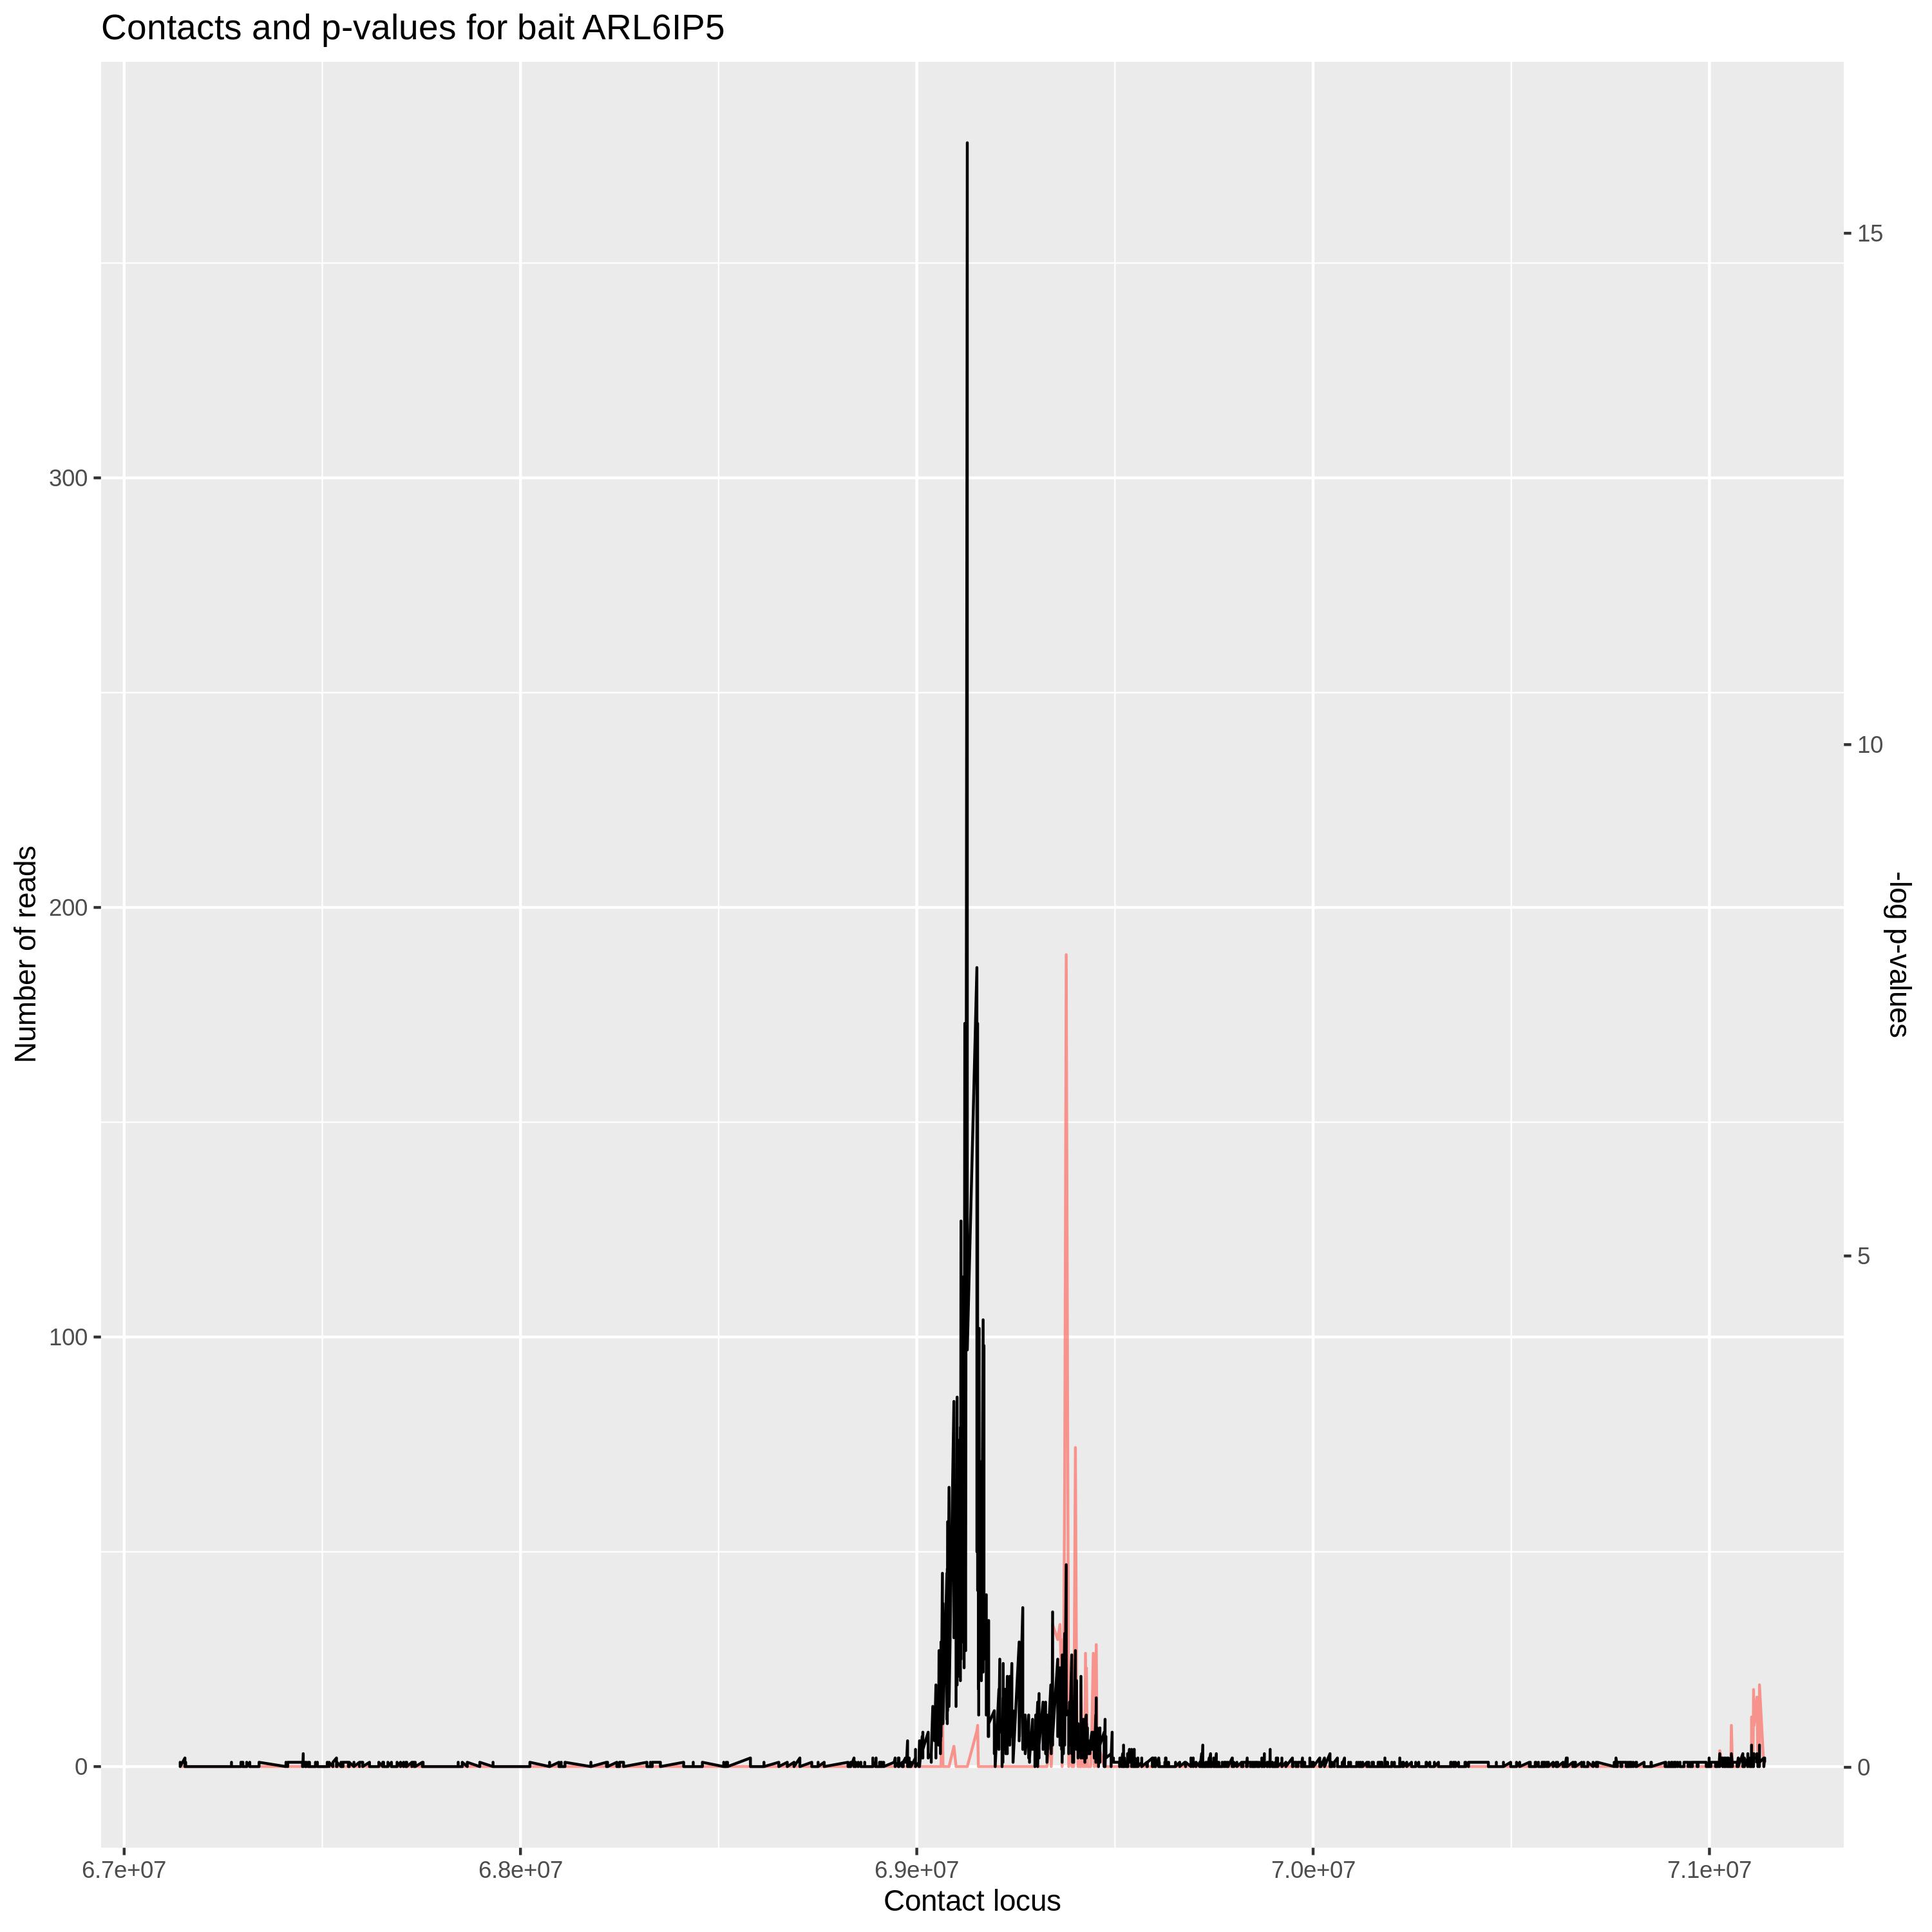 Contacts and p-values for bait ARL6IP5
300
200
100
0
Number of reads
15
10
5
0
-log p-values
6.7e+07
6.8e+07
6.9e+07
7.0e+07
7.1e+07
Contact locus